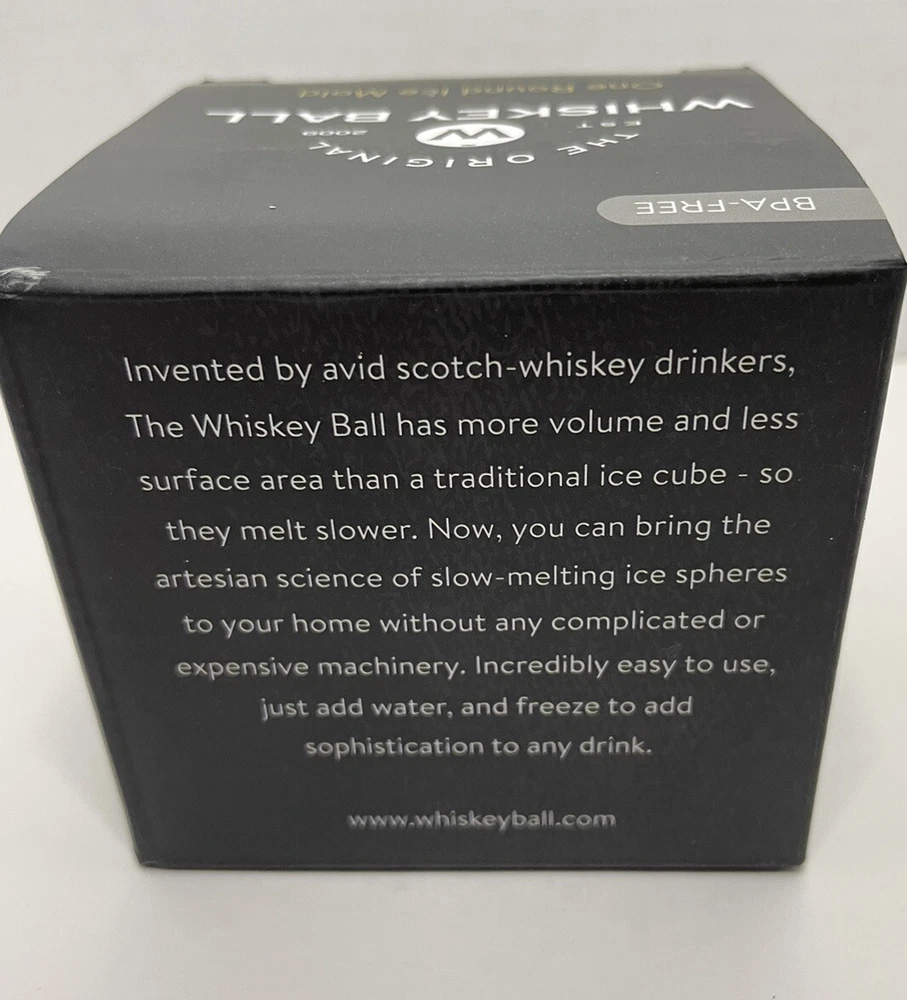 One Round Ice Mold
WHISKEY BALL
EST 2009
W
THE ORIGINAL
BPA-FREE
Invented by avid scotch-whiskey drinkers,
The Whiskey Ball has more volume and less
surface area than a traditional ice cube - so
they melt slower. Now, you can bring the
artesian science of slow-melting ice spheres
to your home without any complicated or
expensive machinery. Incredibly easy to use,
just add water, and freeze to add
sophistication to any drink.
www.whiskeyball.com